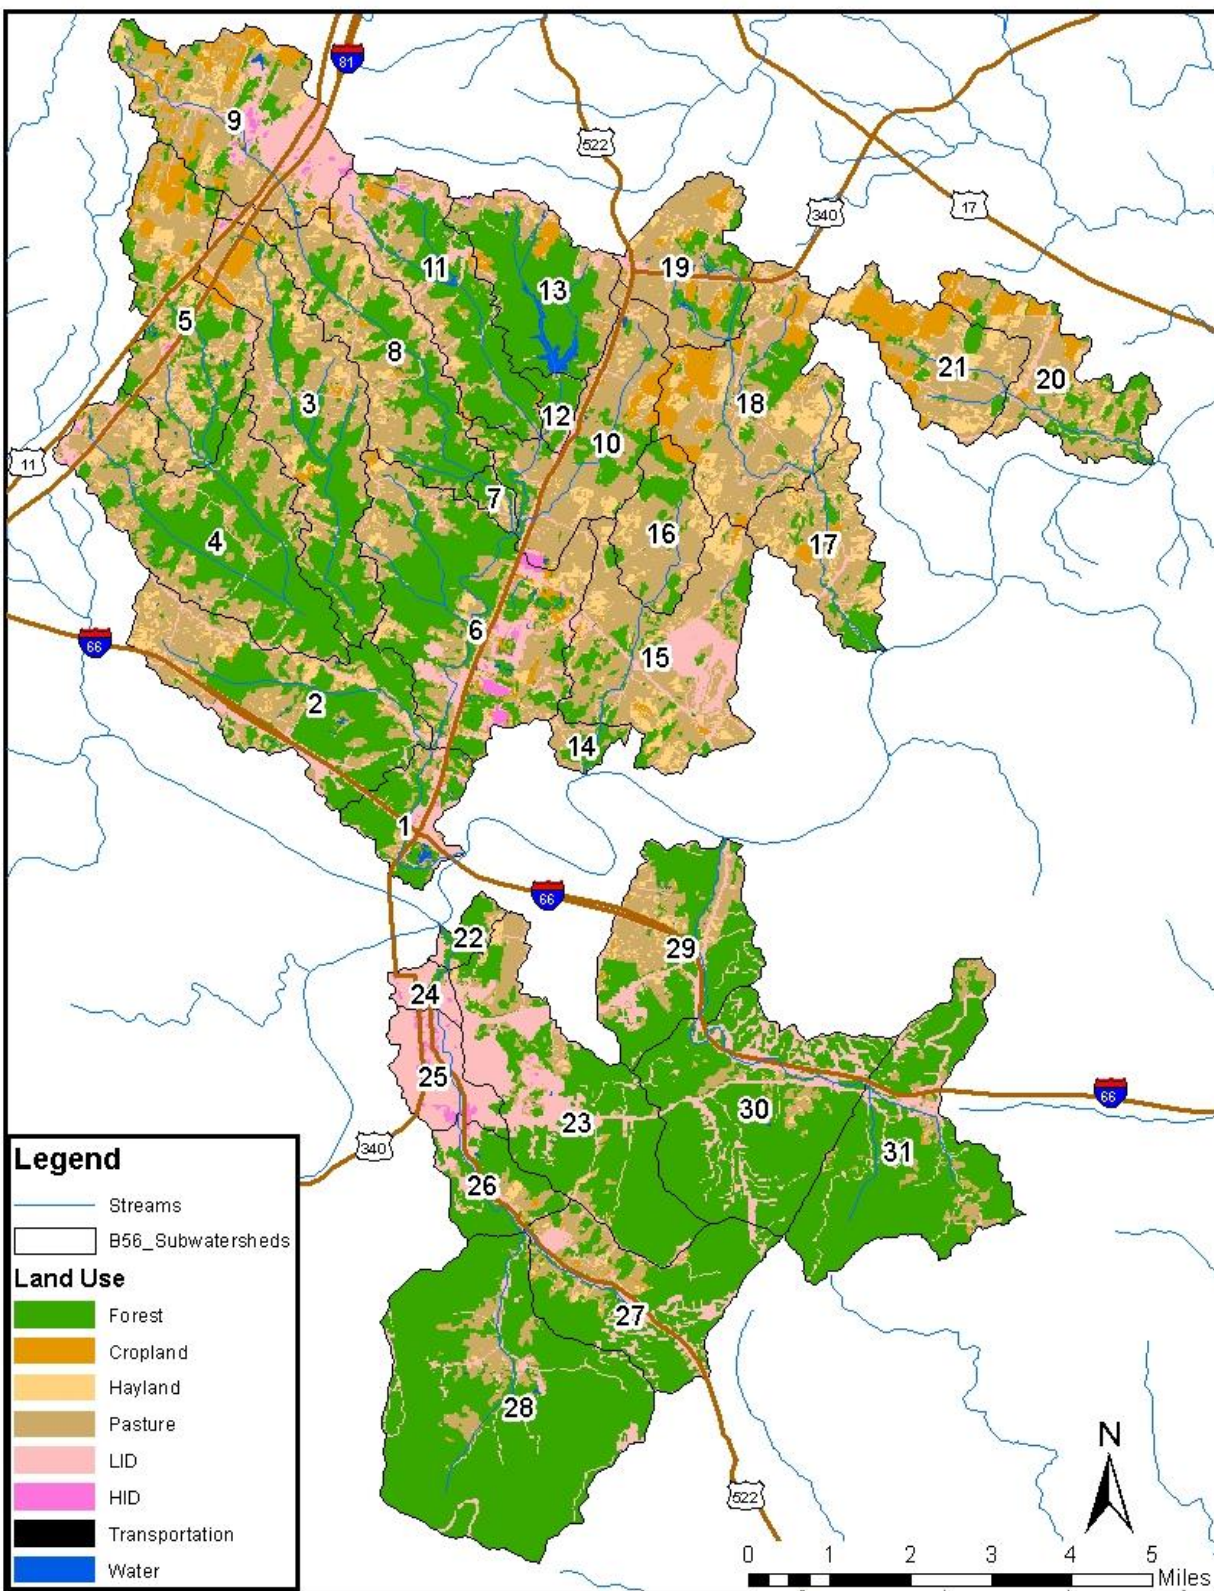 81
9
522
340
17
11
13
19
5
8
21
20
3
18
12
10
11
7
16
4
17
6
66
15
2
14
1
66
22
29
24
25
66
30
23
340
31
26
27
28
522
Legend
Streams
B56_Subwatersheds
Land Use
Forest
Cropland
Hayland
Pasture
LID
HID
Transportation
Water
N
0 1 2 3 4 5
Miles